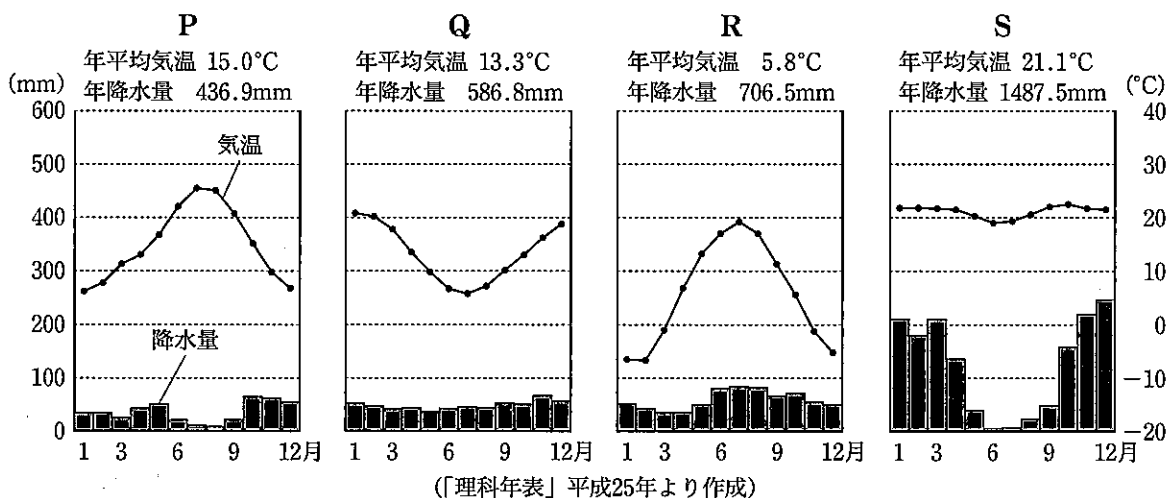 P Q R S
年平均気温 15.0℃ 年平均気温 13.3℃ 年平均気温 5.8℃ 年平均気温 21.1℃
(mm) 年降水量 436.9mm 年降水量 586.8mm 年降水量 706.5mm 年降水量 1487.5mm (℃)
600 40
気温
500 30
400 20
300 10
200 0
降水量
100 −10
0 −20
1 3 6 9 12月 1 3 6 9 12月 1 3 6 9 12月 1 3 6 9 12月
(「理科年表」平成25年より作成)